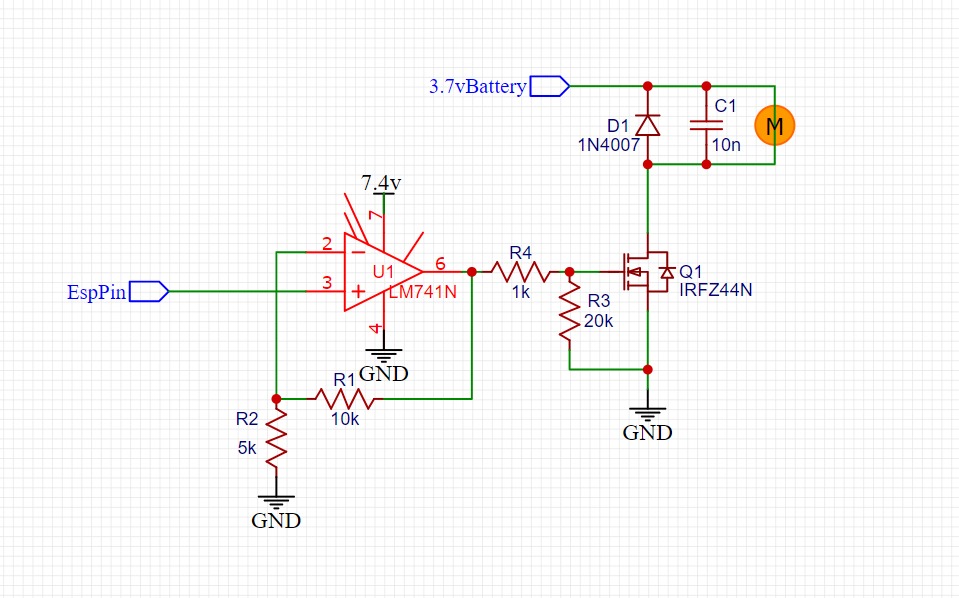 3.7vBattery
C1
M
D1
1N4007
10n
7.4v
7
2
R4
6
U1
Q1
EspPin
3
LM741N
1k
IRFZ44N
R3
20k
4
GND
R1
R2
10k
5k
GND
GND